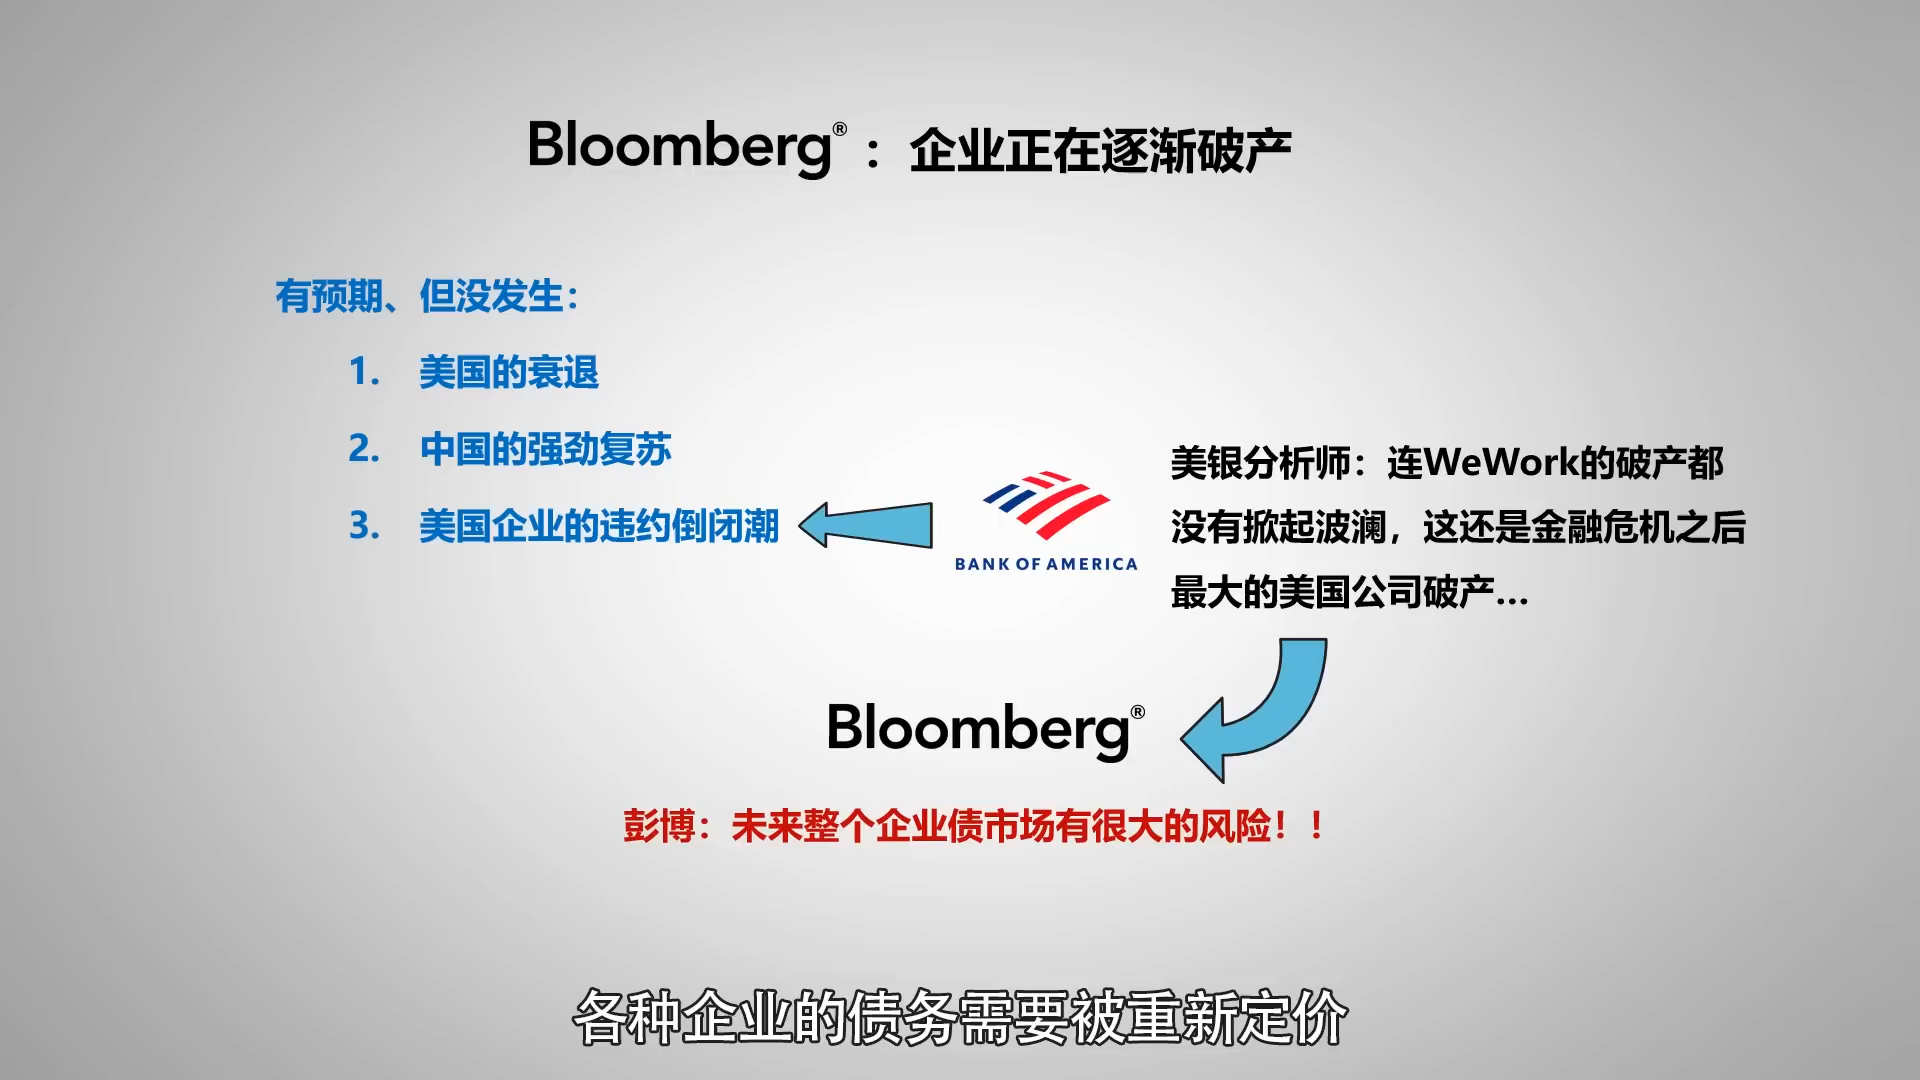 Bloomberg® ：企业正在逐渐破产
有预期、但没发生：
1. 美国的衰退
2. 中国的强劲复苏
3. 美国企业的违约倒闭潮
BANK OF AMERICA
美银分析师：连WeWork的破产都
没有掀起波澜，这还是金融危机之后
最大的美国公司破产...
Bloomberg®
彭博：未来整个企业债市场有很大的风险！！
各种企业的债务需要被重新定价